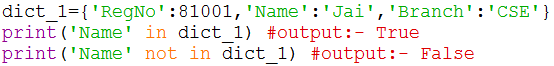 dict_1={'RegNo':81001,'Name':'Jai','Branch':'CSE'}
print('Name' in dict_1) #output:- True
print('Name' not in dict_1) #output:- False